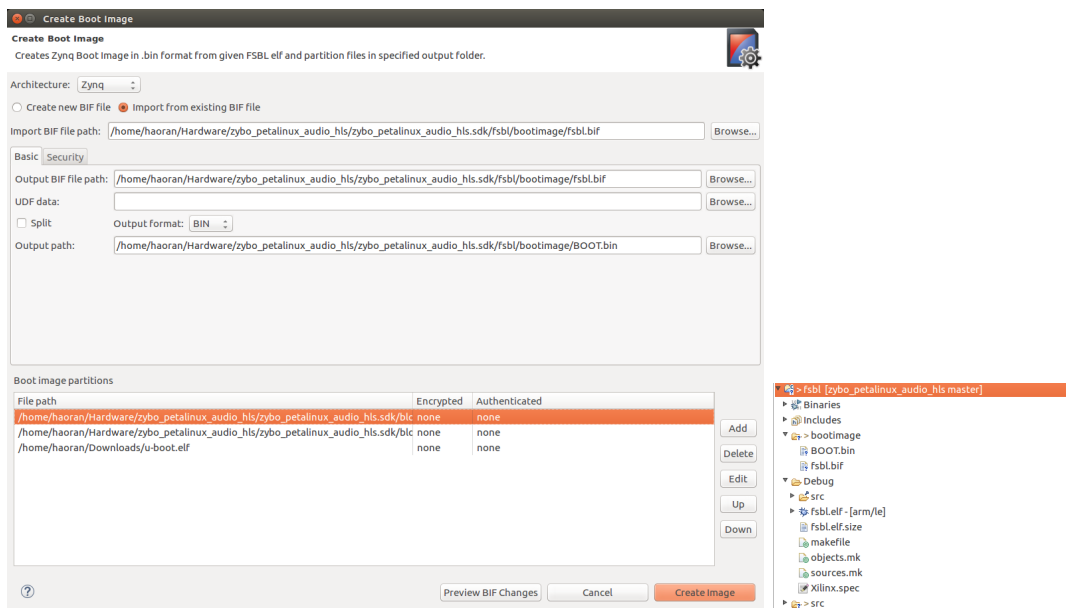 Create Boot Image
Create Boot Image
Creates Zynq Boot Image in .bin format from given FSBL elf and partition files in specified output folder.
Architecture: Zynq
Create new BIF file Import from existing BIF file
Import BIF file path: /home/haoran/Hardware/zybo_petalinux_audio_hls/zybo_petalinux_audio_hls.sdk/fsbl/bootimage/fsbl.bif Browse...
Basic Security
Output BIF file path: /home/haoran/Hardware/zybo_petalinux_audio_hls/zybo_petalinux_audio_hls.sdk/fsbl/bootimage/fsbl.bif Browse...
UDF data: Browse...
Split Output format: BIN
Output path: /home/haoran/Hardware/zybo_petalinux_audio_hls/zybo_petalinux_audio_hls.sdk/fsbl/bootimage/BOOT.bin Browse...
Boot image partitions
File path Encrypted Authenticated
/home/haoran/Hardware/zybo_petalinux_audio_hls/zybo_petalinux_audio_hls.sdk/blc none none
/home/haoran/Hardware/zybo_petalinux_audio_hls/zybo_petalinux_audio_hls.sdk/blc none none
/home/haoran/Downloads/u-boot.elf none none
Add
Delete
Edit
Up
Down
Preview BIF Changes Cancel Create Image
> fsbl [zybo_petalinux_audio_hls master]
Binaries
Includes
> bootimage
BOOT.bin
fsbl.bif
Debug
src
fsbl.elf - [arm/le]
fsbl.elf.size
makefile
objects.mk
sources.mk
Xilinx.spec
> src